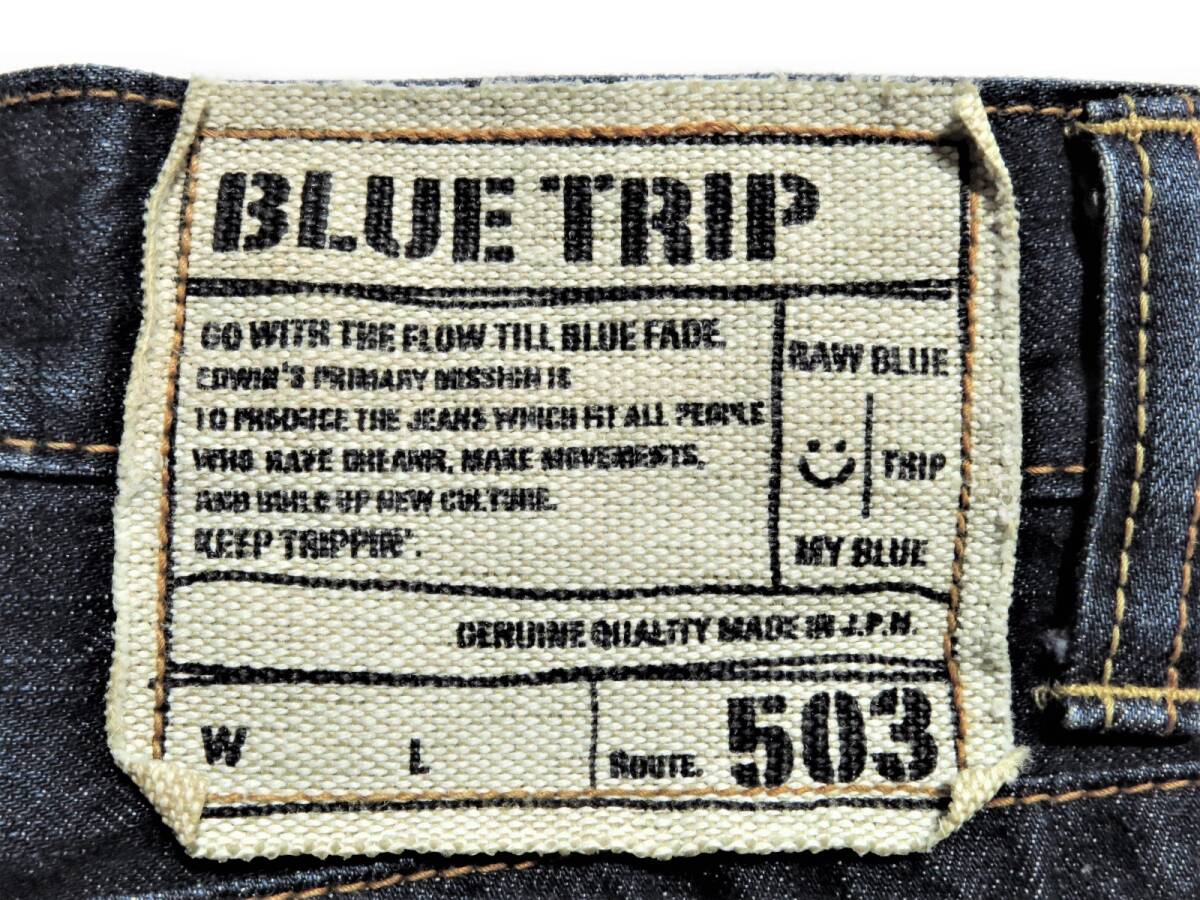 BLUE TRIP
GO WITH THE FLOW TILL BLUE FADE.
EDWIN'S PRIMARY MISSION IS
TO PRODUCE THE JEANS WHICH FIT ALL PEOPLE
WHO HAVE DREAMS, MAKE MOVEMENTS,
AND BUILD UP NEW CULTURE.
KEEP TRIPPIN'.
RAW BLUE
TRIP
MY BLUE
GENUINE QUALITY MADE IN J.P.N.
W L
ROUTE. 503